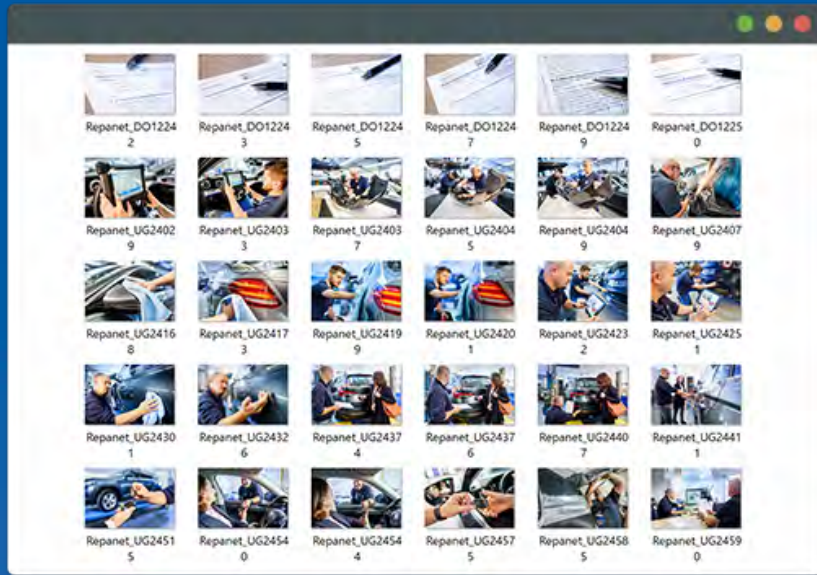 Repanet_DO1224 Repanet_DO1224 Repanet_DO1224 Repanet_DO1224 Repanet_DO1224 Repanet_DO1225
2 3 5 7 9 0
Repanet_UG2402 Repanet_UG2403 Repanet_UG2403 Repanet_UG2404 Repanet_UG2404 Repanet_UG2407
9 3 7 5 9 9
Repanet_UG2416 Repanet_UG2417 Repanet_UG2419 Repanet_UG2420 Repanet_UG2423 Repanet_UG2425
8 3 9 1 2 1
Repanet_UG2430 Repanet_UG2432 Repanet_UG2437 Repanet_UG2437 Repanet_UG2440 Repanet_UG2441
1 6 4 6 7 1
Repanet_UG2451 Repanet_UG2454 Repanet_UG2454 Repanet_UG2457 Repanet_UG2458 Repanet_UG2459
5 0 4 5 5 0